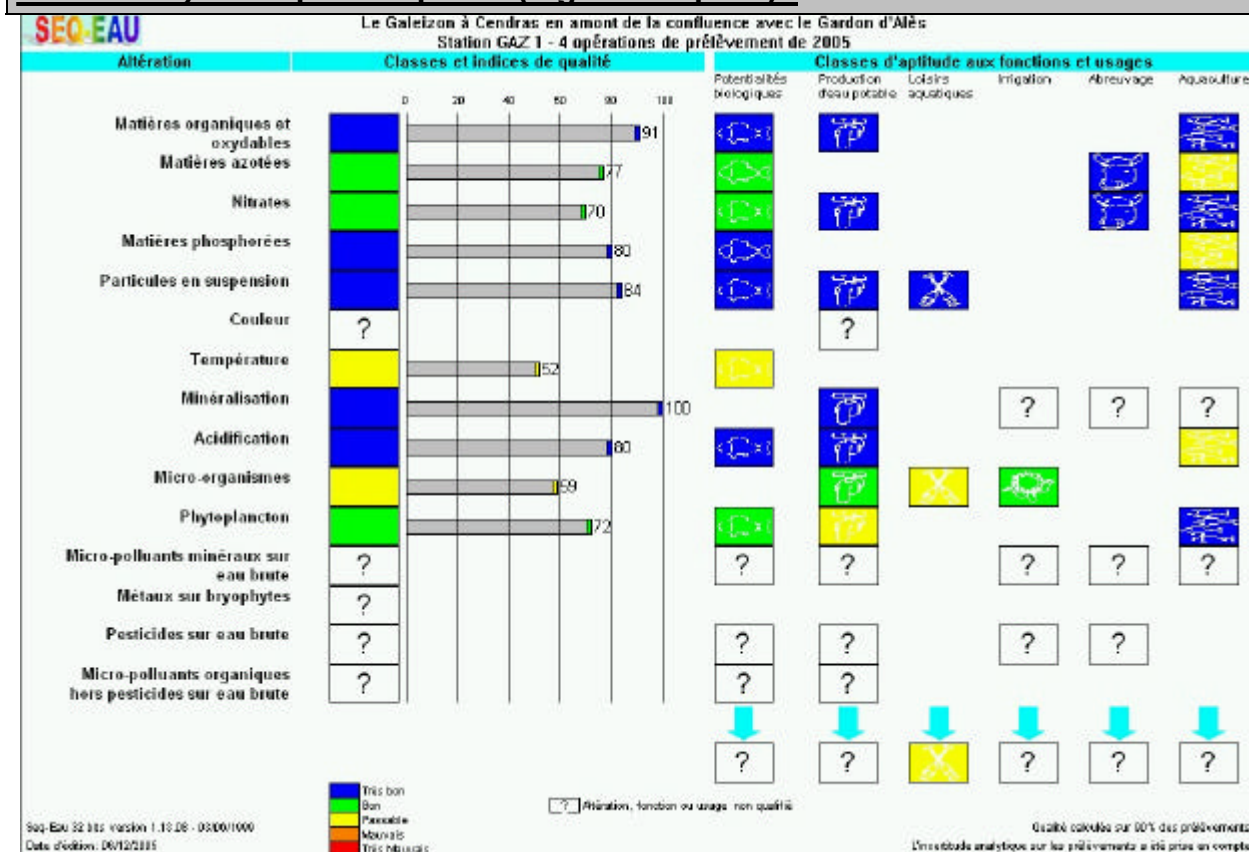 SEQ-EAU
Le Galeizon à Cendras en amont de la confluence avec le Gardon d'Alès
Station GAZ 1 - 4 opérations de prélèvement de 2005
Altération
Classes et indices de qualité
Classes d'aptitude aux fonctions et usages
Potentialités biologiques
Production d'eau potable
Loisirs aquatiques
Irrigation
Abreuvage
Aquaculture
0 20 40 60 80 100
Matières organiques et oxydables
91
Matières azotées
77
Nitrates
70
Matières phosphorées
80
Particules en suspension
84
Couleur
? ?
Température
52
Minéralisation
100 ? ? ?
Acidification
80
Micro-organismes
59
Phytoplancton
72
Micro-polluants minéraux sur eau brute
? ? ? ? ? ?
Métaux sur bryophytes
?
Pesticides sur eau brute
? ? ? ? ?
Micro-polluants organiques hors pesticides sur eau brute
? ? ?
? ? ? ? ?
Très bon
Bon
Passable
Mauvais
Très Mauvais
? Altération, fonction ou usage non qualifié
Seq-Eau 32 bits version 1.13.08 - 03/06/1999
Date d'édition: 06/12/2005
Qualité calculée sur 90% des prélèvements
L'incertitude analytique sur les prélèvements a été prise en compte